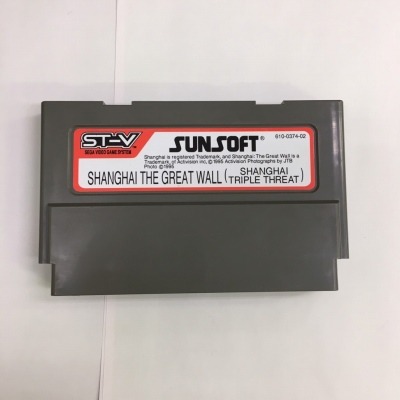 ST-V
SEGA VIDEO GAME SYSTEM
SUNSOFT®
610-0374-02
Shanghai is registered Trademark, and Shanghai The Great Wall is a
Trademark, of Activision inc. © 1995 Activision Photographs by JTB
Photo © 1995
SHANGHAI THE GREAT WALL (SHANGHAI TRIPLE THREAT)